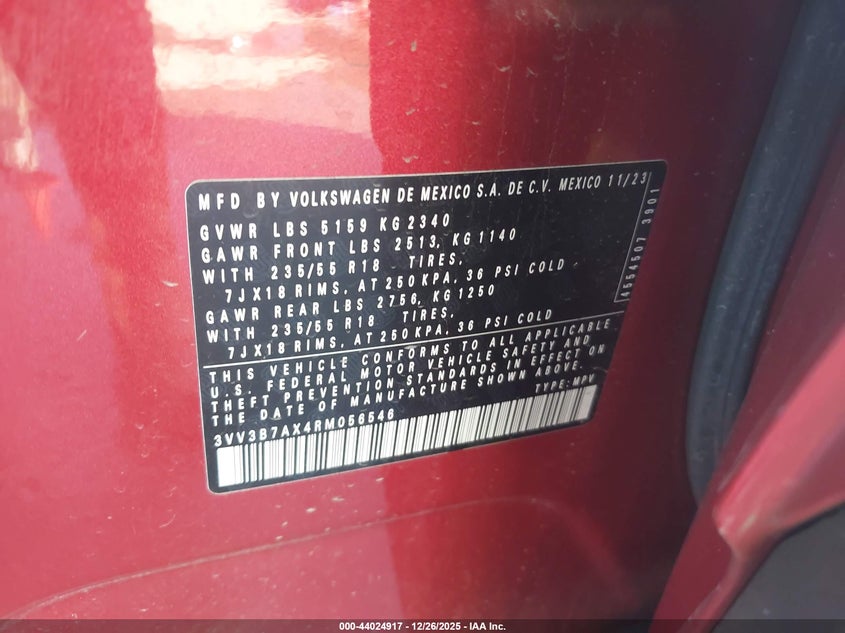 MFD BY VOLKSWAGEN DE MEXICO S.A. DE C.V. MEXICO 11/23
GVWR LBS 5159 KG 2340
GAWR FRONT LBS 2513, KG 1140
WITH 235/55 R18 TIRES,
7JX18 RIMS, AT 250 KPA, 36 PSI COLD
GAWR REAR LBS 2756, KG 1250
WITH 235/55 R18 TIRES,
7JX18 RIMS, AT 250 KPA, 36 PSI COLD
THIS VEHICLE CONFORMS TO ALL APPLICABLE
U.S. FEDERAL MOTOR VEHICLE SAFETY AND
THEFT PREVENTION STANDARDS IN EFFECT ON
THE DATE OF MANUFACTURE SHOWN ABOVE.
3VV3B7AX4RM056546 TYPE: MPV
4554507 3901
000-44024917 - 12/26/2025 - IAA Inc.